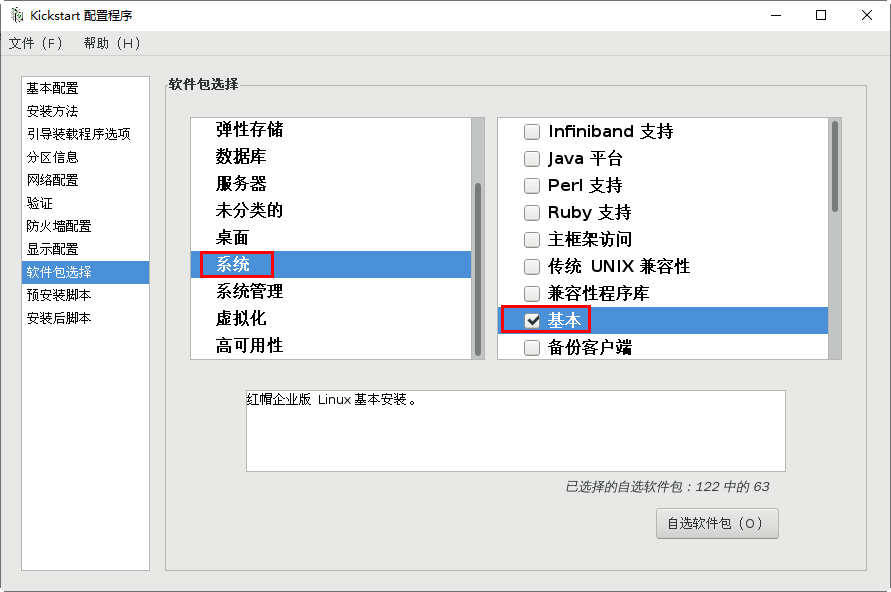 Kickstart 配置程序
文件（F） 帮助（H）
基本配置
安装方法
引导装载程序选项
分区信息
网络配置
验证
防火墙配置
显示配置
软件包选择
预安装脚本
安装后脚本
软件包选择
弹性存储
数据库
服务器
未分类的
桌面
系统
系统管理
虚拟化
高可用性
Infiniband 支持
Java 平台
Perl 支持
Ruby 支持
主框架访问
传统 UNIX 兼容性
兼容性程序库
基本
备份客户端
红帽企业版 Linux 基本安装。
已选择的自选软件包：122 中的 63
自选软件包（O）